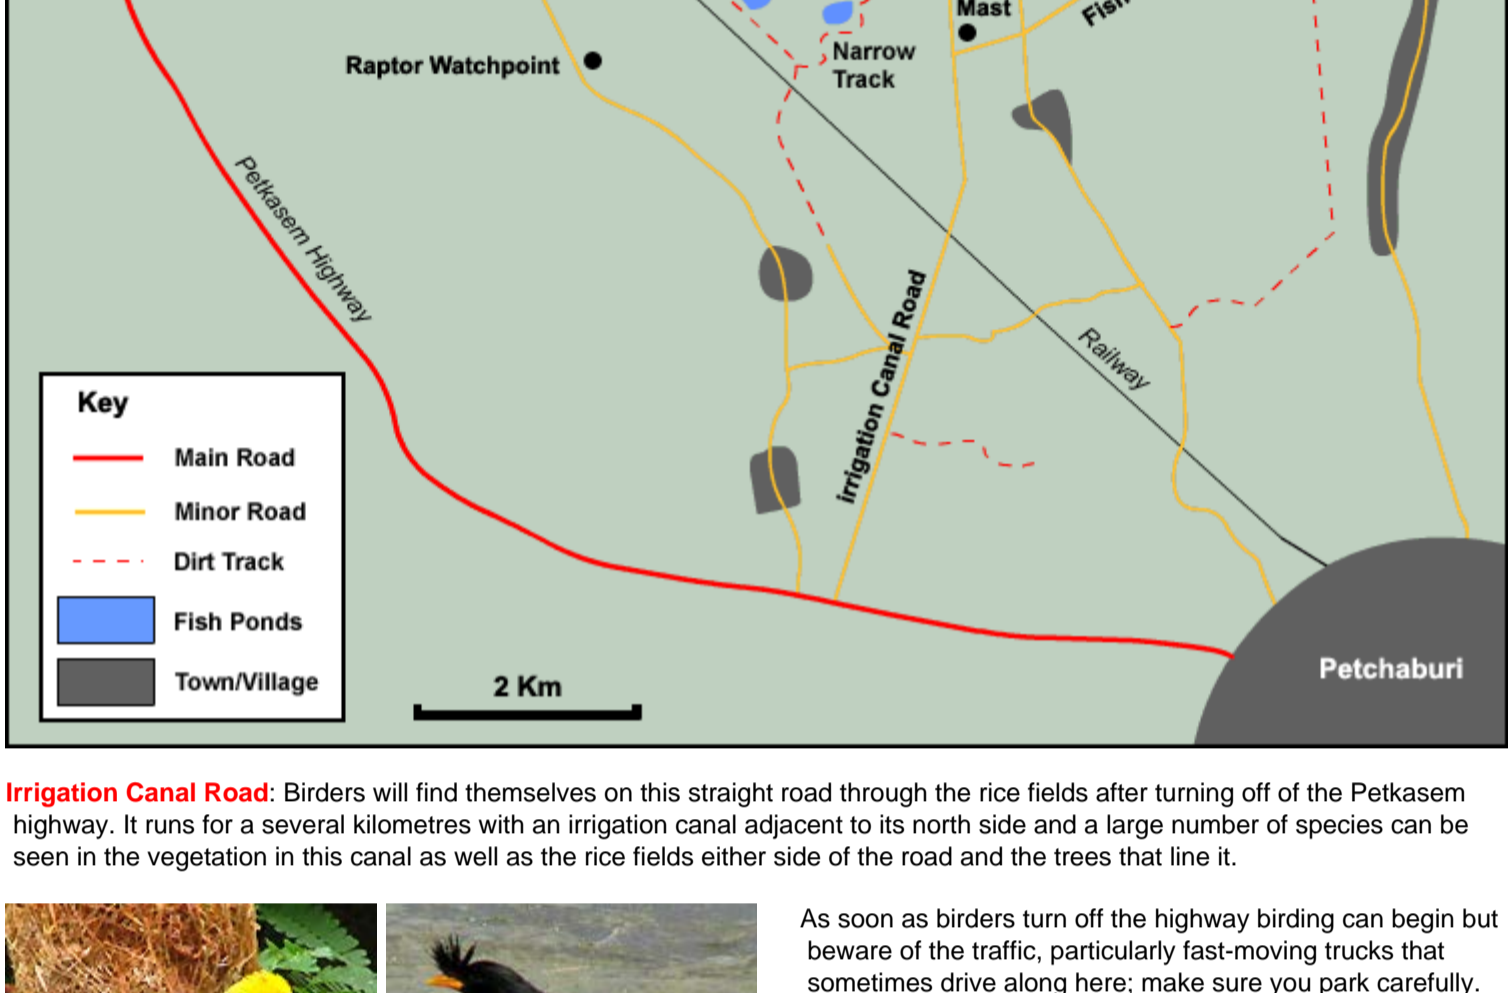 Mast
Fish
Raptor Watchpoint
Narrow
Track
Petkasem Highway
irrigation Canal Road
Railway
Key
Main Road
Minor Road
Dirt Track
Fish Ponds
Town/Village
2 Km
Petchaburi
Irrigation Canal Road: Birders will find themselves on this straight road through the rice fields after turning off of the Petkasem
highway. It runs for a several kilometres with an irrigation canal adjacent to its north side and a large number of species can be
seen in the vegetation in this canal as well as the rice fields either side of the road and the trees that line it.
As soon as birders turn off the highway birding can begin but
beware of the traffic, particularly fast-moving trucks that
sometimes drive along here; make sure you park carefully.